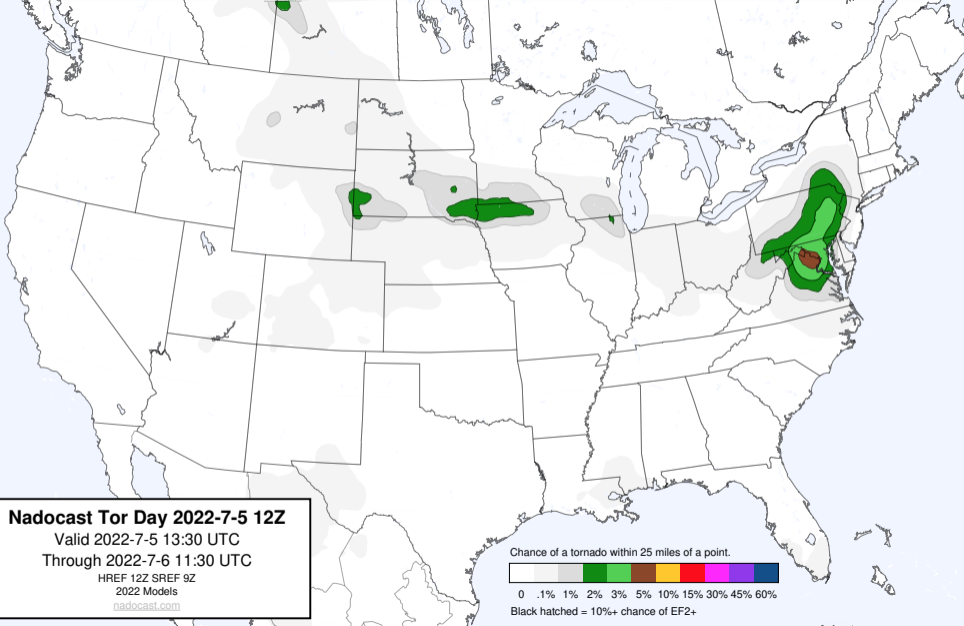 Nadocast Tor Day 2022-7-5 12Z
Valid 2022-7-5 13:30 UTC
Through 2022-7-6 11:30 UTC
HREF 12Z SREF 9Z
2022 Models
nadocast.com
Chance of a tornado within 25 miles of a point.
0 .1% 1% 2% 3% 5% 10% 15% 30% 45% 60%
Black hatched = 10%+ chance of EF2+